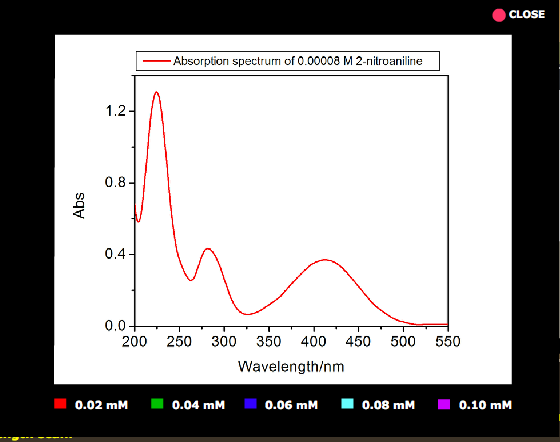 CLOSE
Absorption spectrum of 0.00008 M 2-nitroaniline
1.2
0.8
0.4
0.0
Abs
200 250 300 350 400 450 500 550
Wavelength/nm
0.02 mM 0.04 mM 0.06 mM 0.08 mM 0.10 mM